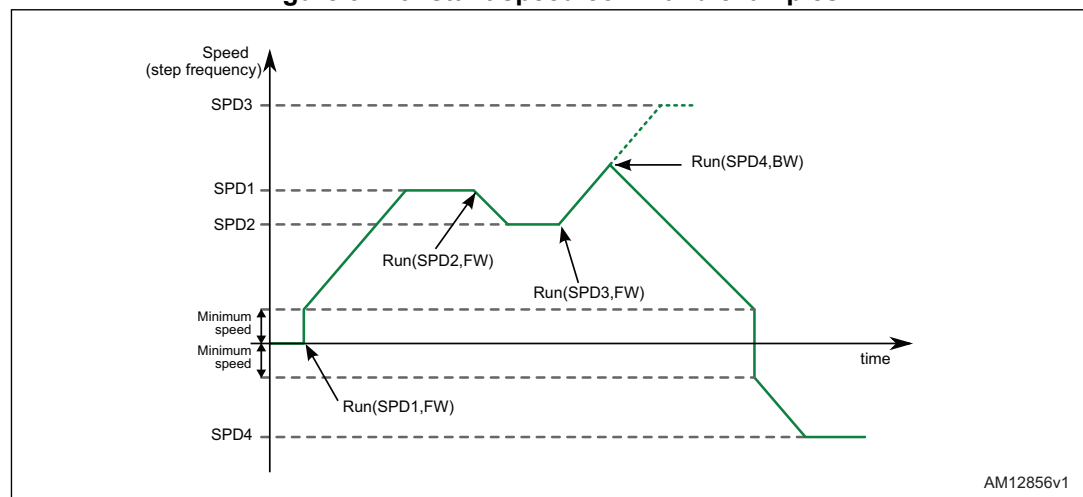 Speed
(step frequency)
SPD3
Run(SPD4,BW)
SPD1
SPD2
Run(SPD2,FW)
Run(SPD3,FW)
Minimum
speed
Minimum
speed
time
Run(SPD1,FW)
SPD4
AM12856v1